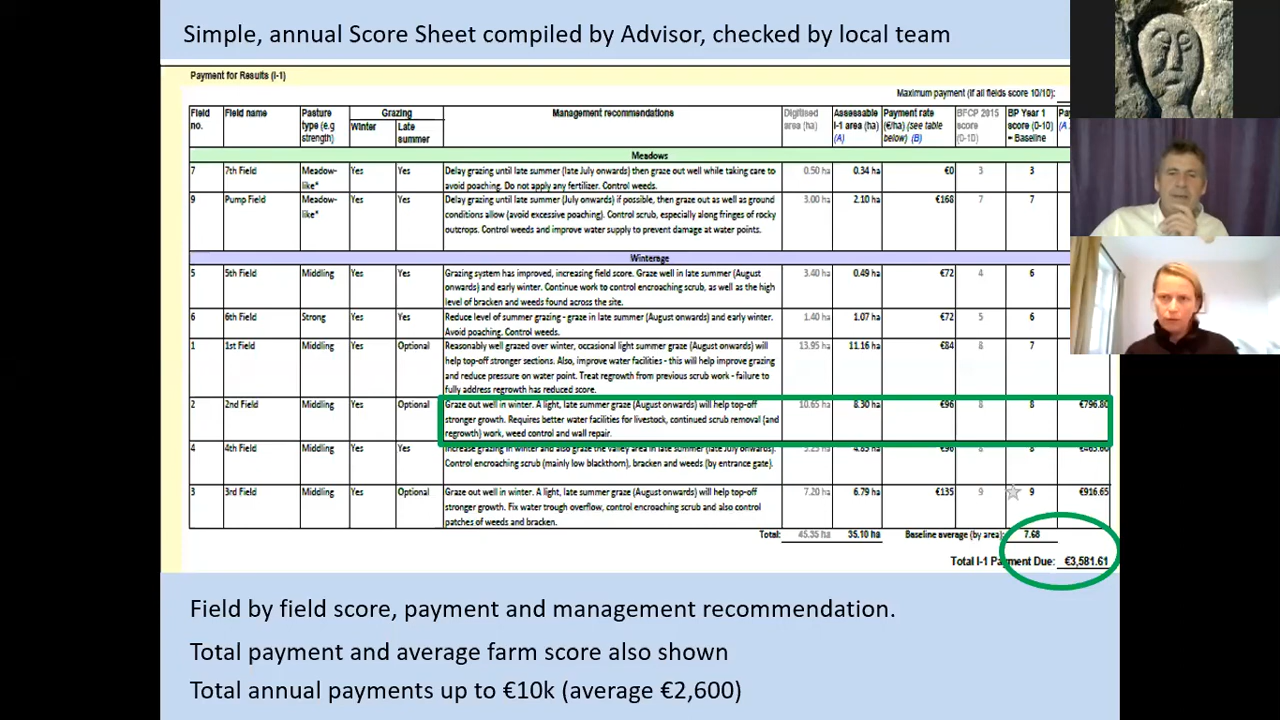 Simple, annual Score Sheet compiled by Advisor, checked by local team
Payment for Results (I-1)
Maximum payment (if all fields score 10/10):
Field no. Field name Pasture type (e.g strength) Grazing Winter Late summer Management recommendations Digitised area (ha) Assessable I-1 area (ha) (A) Payment rate (€/ha) (see table below) (B) BFCP 2015 score (0-10) BP Year 1 score (0-10) - Baseline
Meadows
7 7th Field Meadow-like* Yes Yes Delay grazing until late summer (late July onwards) then graze out well while taking care to
avoid poaching. Do not apply any fertilizer. Control weeds. 0.50 ha 0.34 ha €0 3 3
9 Pump Field Meadow-like* Yes Yes Delay grazing until late summer (July onwards) if possible, then graze out as well as ground
conditions allow (avoid excessive poaching). Control scrub, especially along fringes of rocky
outcrops. Control weeds and improve water supply to prevent damage at water points. 3.00 ha 2.10 ha €168 7 7
Winterage
5 5th Field Middling Yes Yes Grazing system has improved, increasing field score. Graze well in late summer (August
onwards) and early winter. Continue work to control encroaching scrub, as well as the high
level of bracken and weeds found across the site. 3.40 ha 0.49 ha €72 4 6
6 6th Field Strong Yes Yes Reduce level of summer grazing - graze in late summer (August onwards) and early winter.
Avoid poaching. Control weeds. 1.40 ha 1.07 ha €72 5 6
1 1st Field Middling Yes Optional Reasonably well grazed over winter, occasional light summer graze (August onwards) will
help top-off stronger sections. Also, improve water facilities - this will help improve grazing
and reduce pressure on water point. Treat regrowth from previous scrub work - failure to
fully address regrowth has reduced score. 13.95 ha 11.16 ha €84 8 7
2 2nd Field Middling Yes Optional Graze out well in winter. A light, late summer graze (August onwards) will help top-off
stronger growth. Requires better water facilities for livestock, continued scrub removal (and
regrowth) work, weed control and wall repair. 10.65 ha 8.30 ha €96 8 8 €796.80
4 4th Field Middling Yes Yes Increase grazing in winter and also graze the valley area in late summer (late July onwards).
Control encroaching scrub (mainly low blackthorn), bracken and weeds (by entrance gate). €96 8
3 3rd Field Middling Yes Optional Graze out well in winter. A light, late summer graze (August onwards) will help top-off
stronger growth. Fix water trough overflow, control encroaching scrub and also control
patches of weeds and bracken. 7.20 ha 6.79 ha €135 9 9 €916.65
Total: 45.35 ha 35.10 ha Baseline average (by area): 7.68
Total I-1 Payment Due: €3,581.61
Field by field score, payment and management recommendation.
Total payment and average farm score also shown
Total annual payments up to €10k (average €2,600)